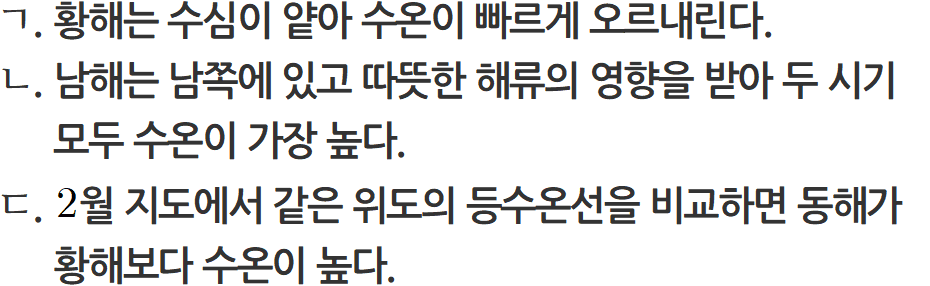 ㄱ. 황해는 수심이 얕아 수온이 빠르게 오르내린다.
ㄴ. 남해는 남쪽에 있고 따뜻한 해류의 영향을 받아 두 시기
모두 수온이 가장 높다.
ㄷ. 2월 지도에서 같은 위도의 등수온선을 비교하면 동해가
황해보다 수온이 높다.